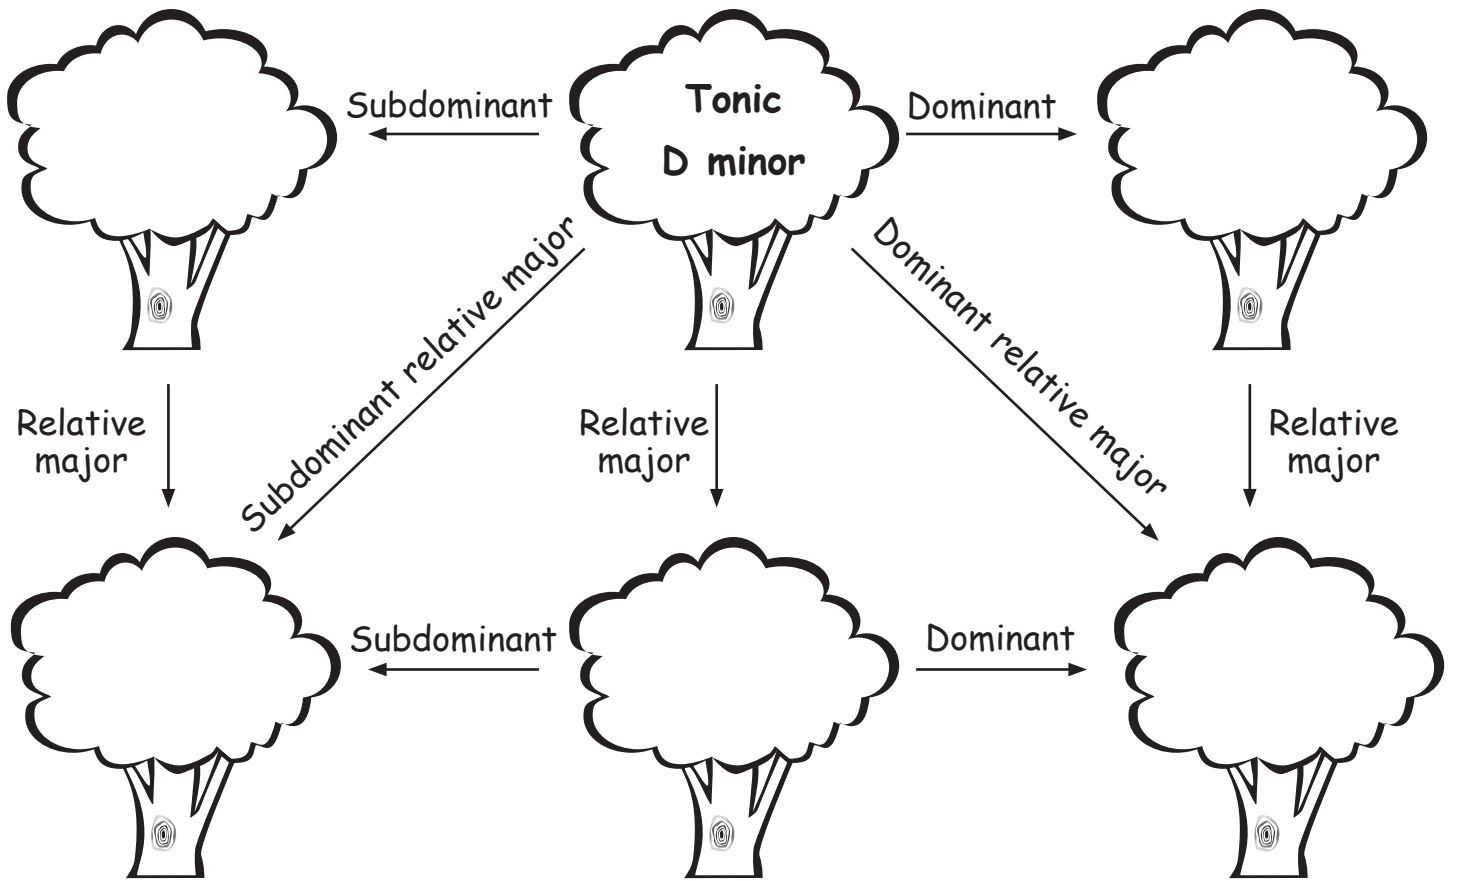 Tonic
D minor
Subdominant
Dominant
Subdominant relative major
Dominant relative major
Relative
major
Relative
major
Relative
major
Subdominant
Dominant